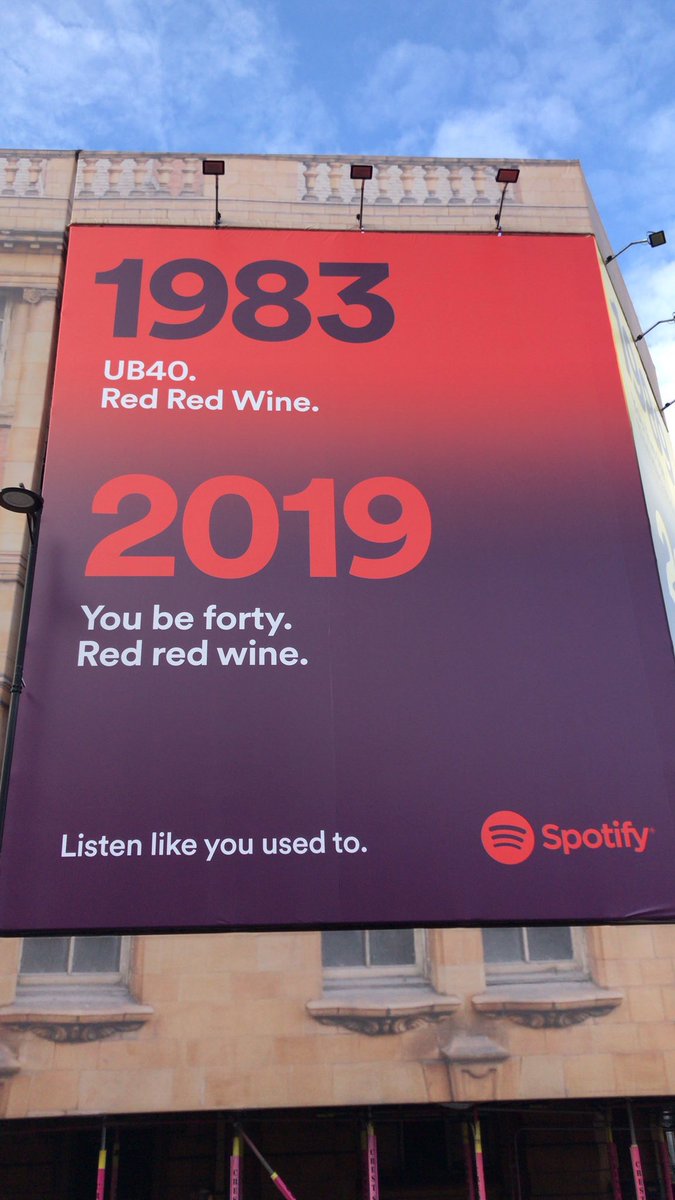 1983
UB40.
Red Red Wine.
2019
You be forty.
Red red wine.
Listen like you used to.
Spotify